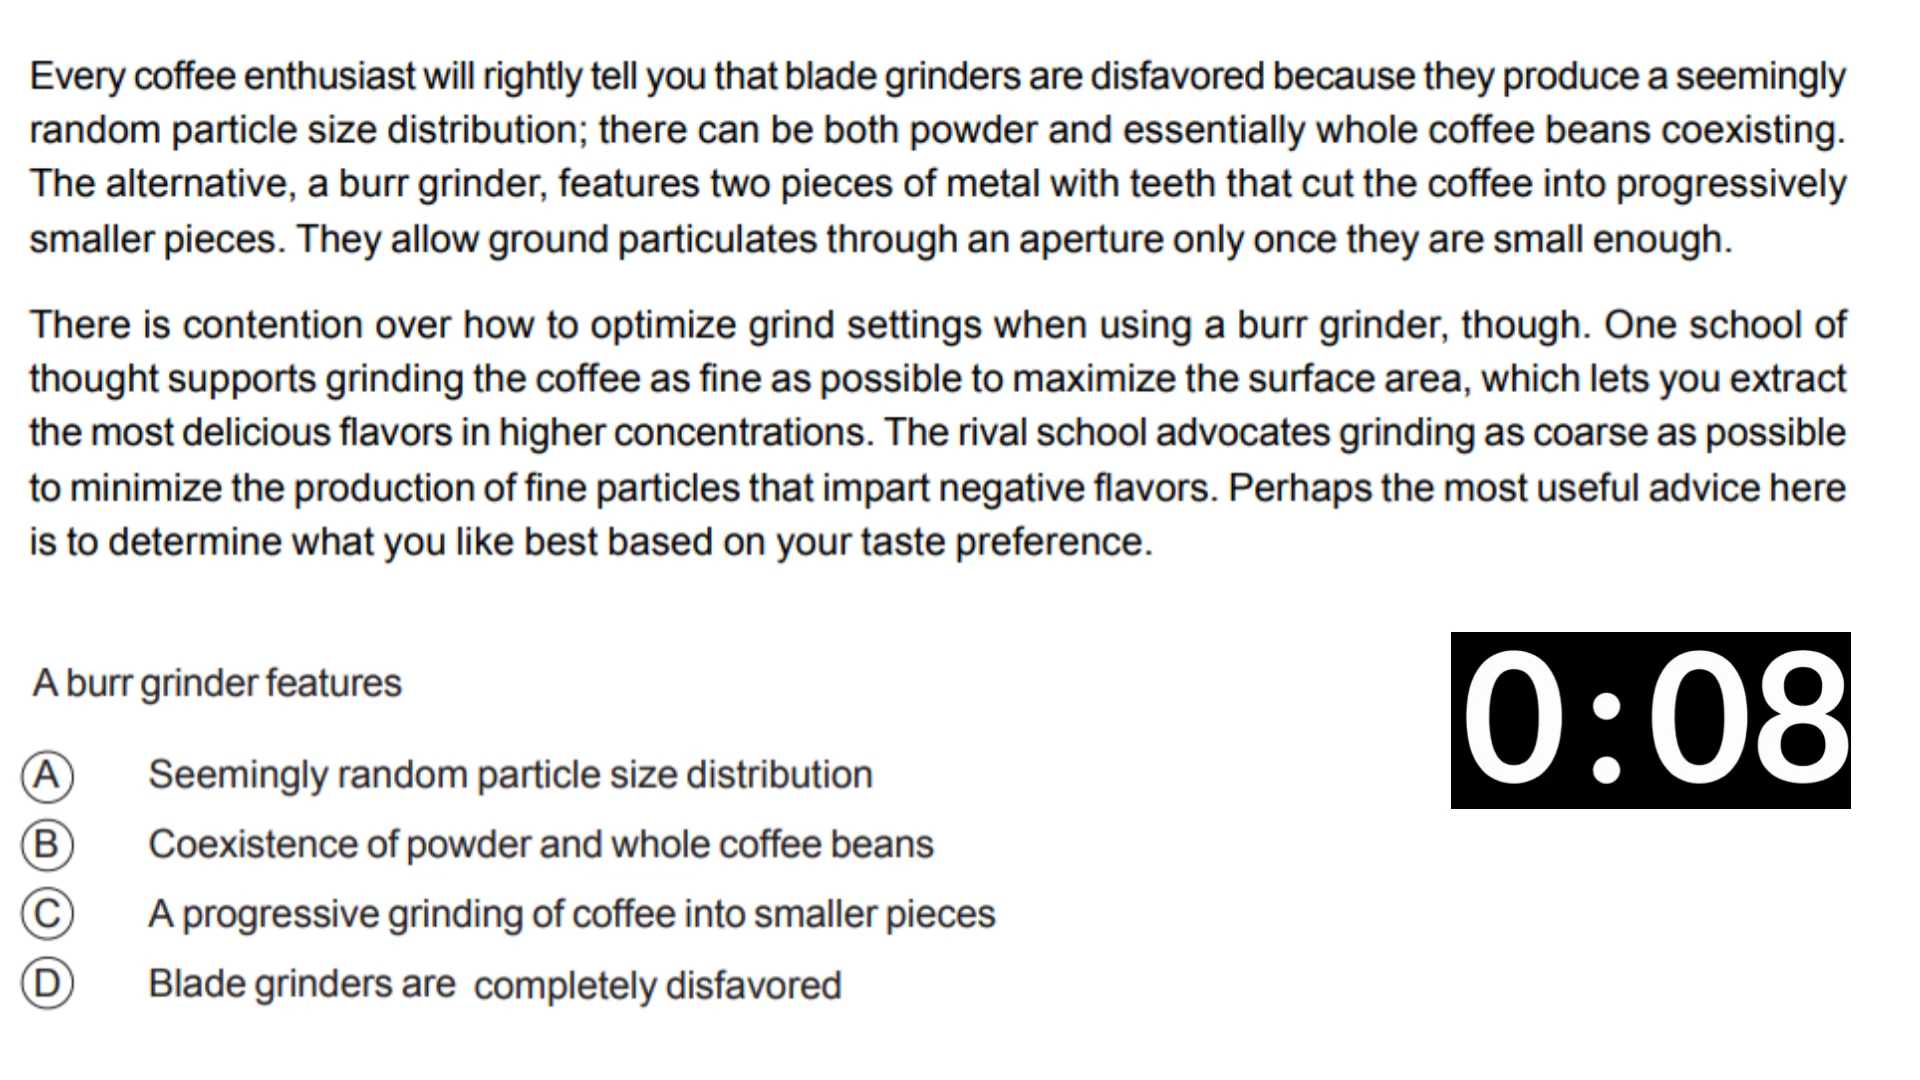 Every coffee enthusiast will rightly tell you that blade grinders are disfavored because they produce a seemingly
random particle size distribution; there can be both powder and essentially whole coffee beans coexisting.
The alternative, a burr grinder, features two pieces of metal with teeth that cut the coffee into progressively
smaller pieces. They allow ground particulates through an aperture only once they are small enough.
There is contention over how to optimize grind settings when using a burr grinder, though. One school of
thought supports grinding the coffee as fine as possible to maximize the surface area, which lets you extract
the most delicious flavors in higher concentrations. The rival school advocates grinding as coarse as possible
to minimize the production of fine particles that impart negative flavors. Perhaps the most useful advice here
is to determine what you like best based on your taste preference.
A burr grinder features
0:08
A Seemingly random particle size distribution
B Coexistence of powder and whole coffee beans
C A progressive grinding of coffee into smaller pieces
D Blade grinders are completely disfavored